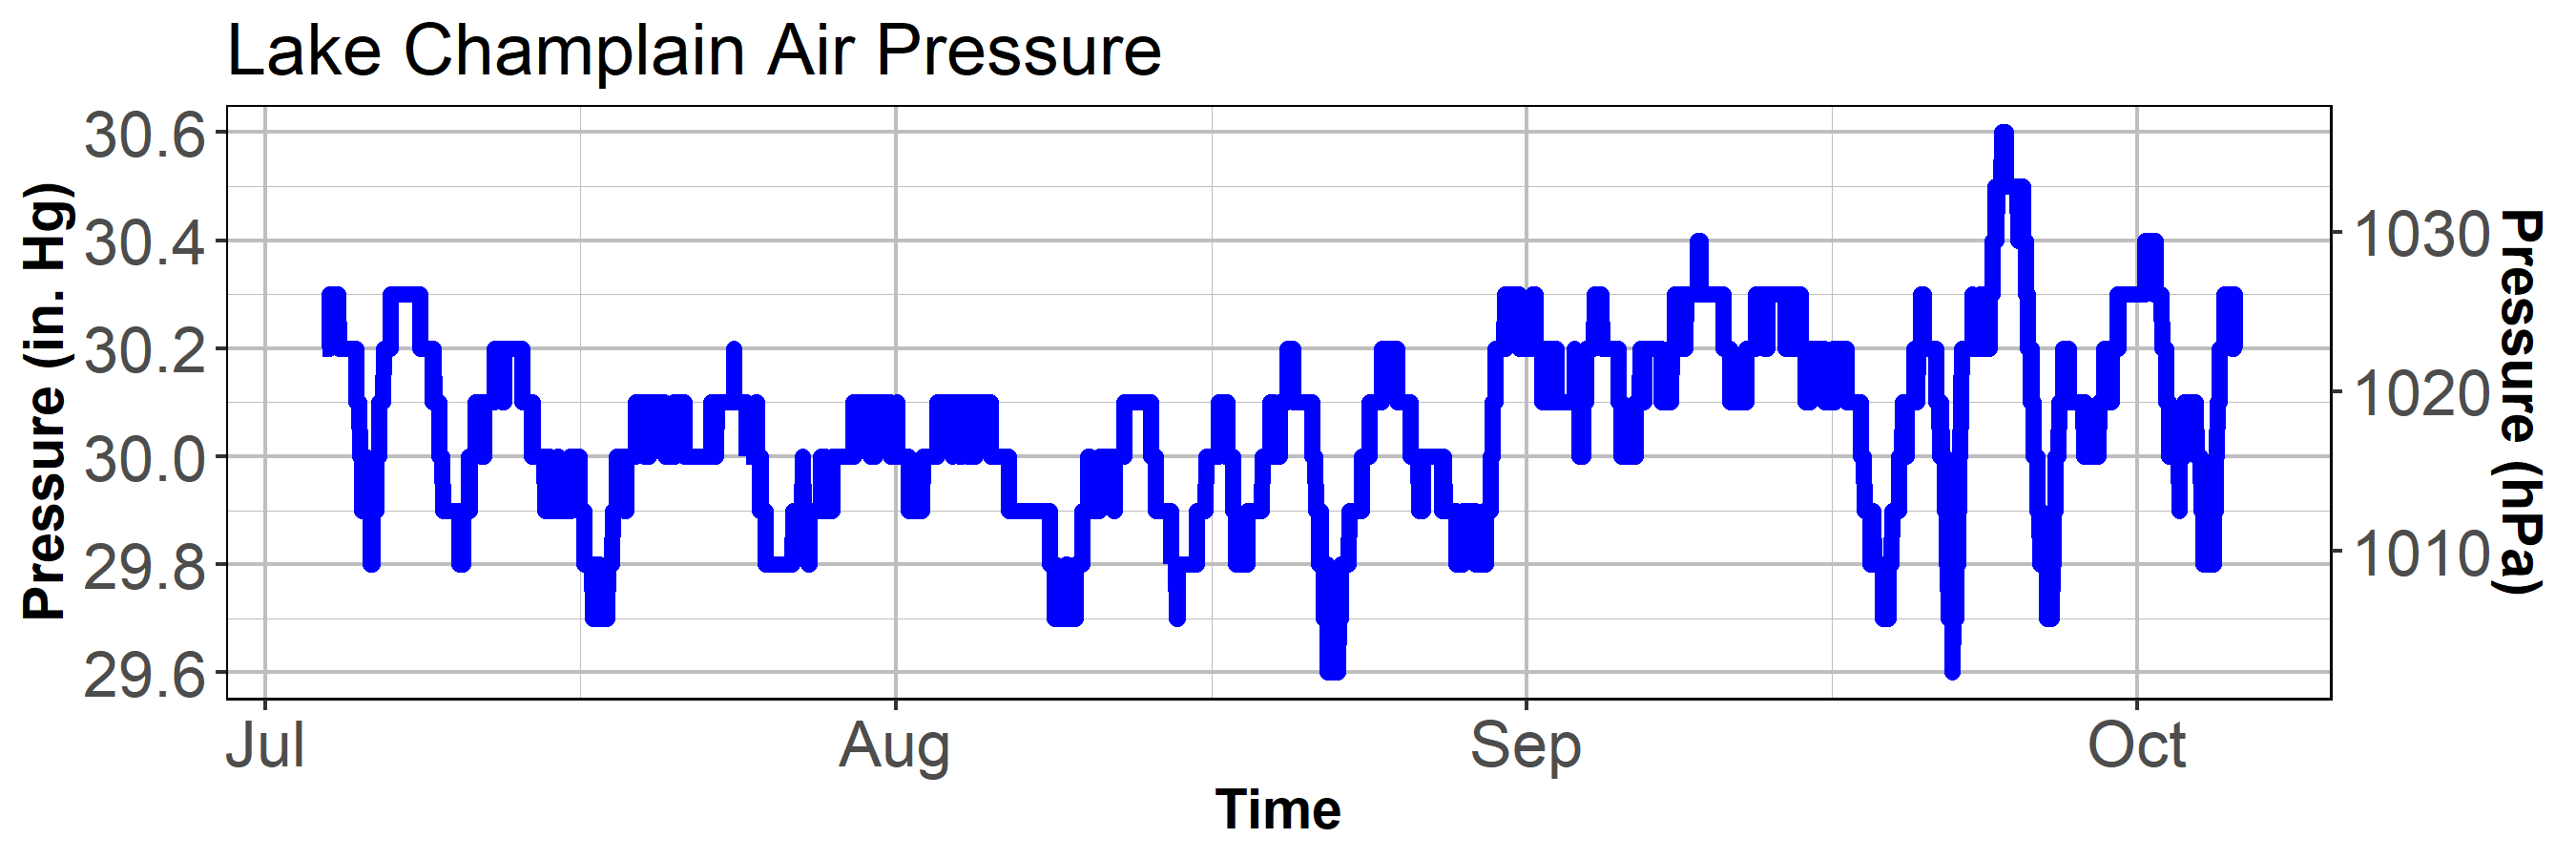 Lake Champlain Air Pressure
Pressure (in. Hg)
30.6
30.4
30.2
30.0
29.8
29.6
1030
1020
1010
Pressure (hPa)
Jul Aug Sep Oct
Time